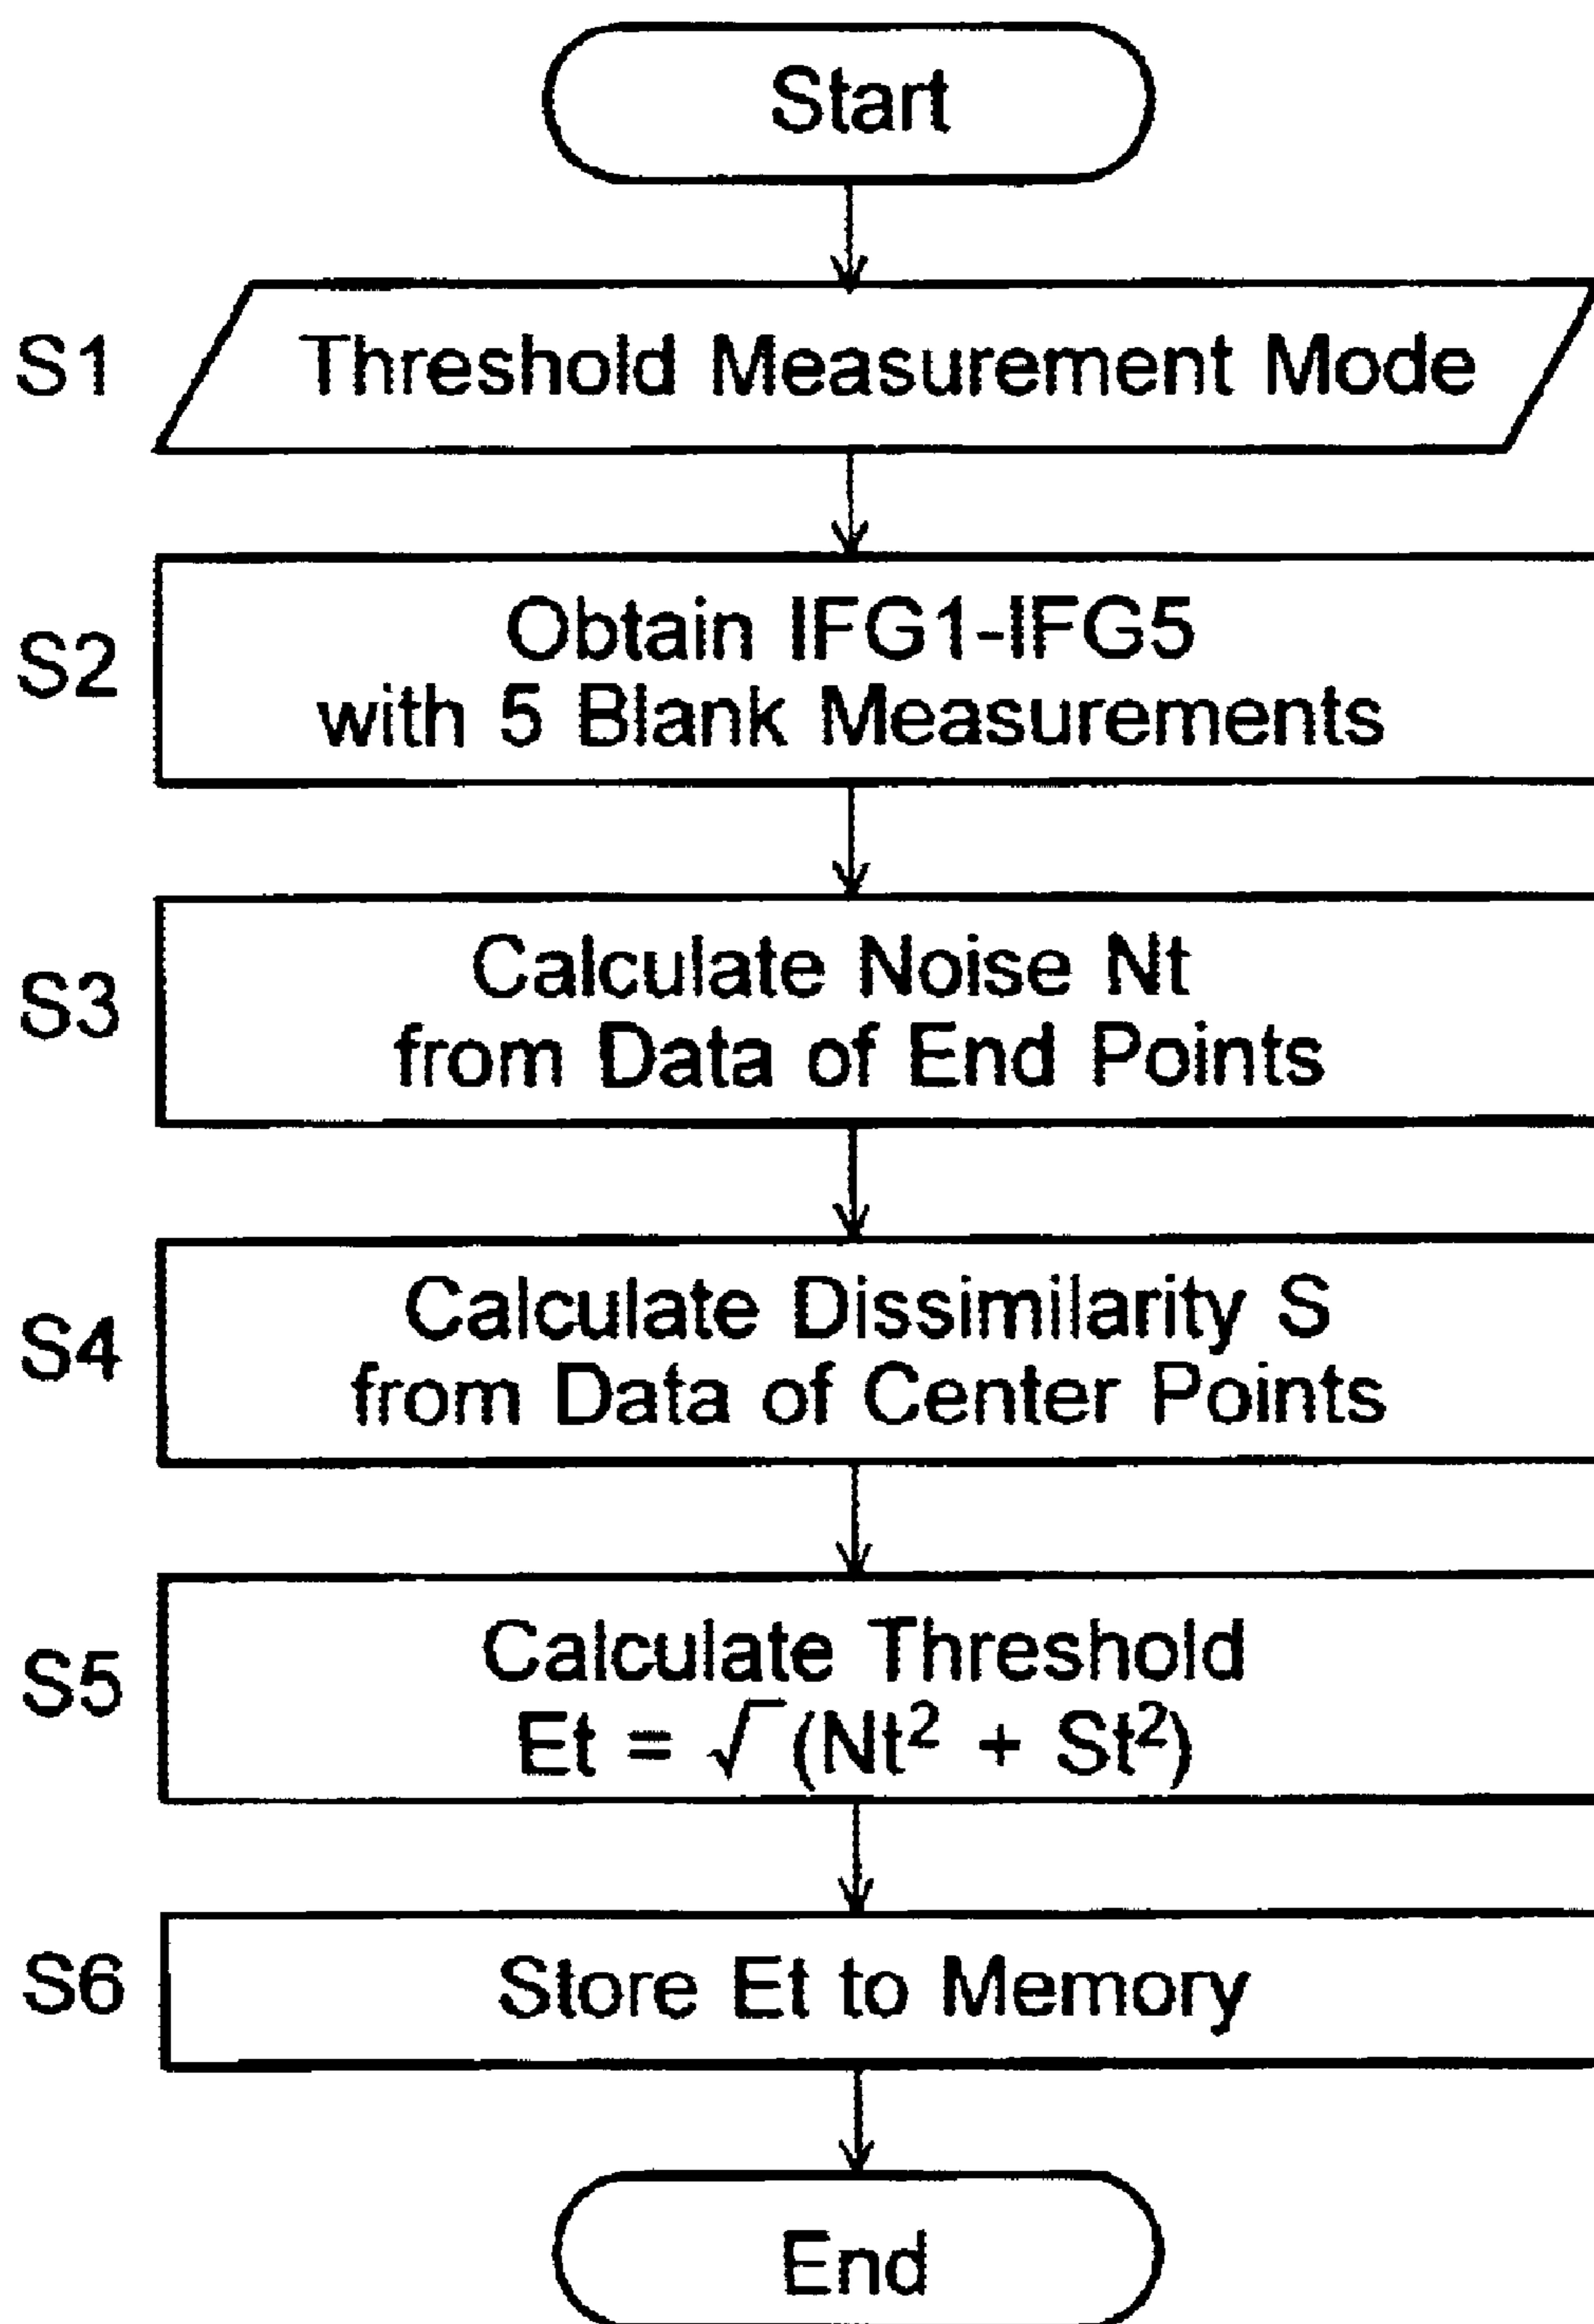 Start
S1
Threshold Measurement Mode
S2
Obtain IFG1-IFG5
with 5 Blank Measurements
S3
Calculate Noise Nt
from Data of End Points
S4
Calculate Dissimilarity S
from Data of Center Points
S5
Calculate Threshold
Et = √(Nt² + St²)
S6
Store Et to Memory
End